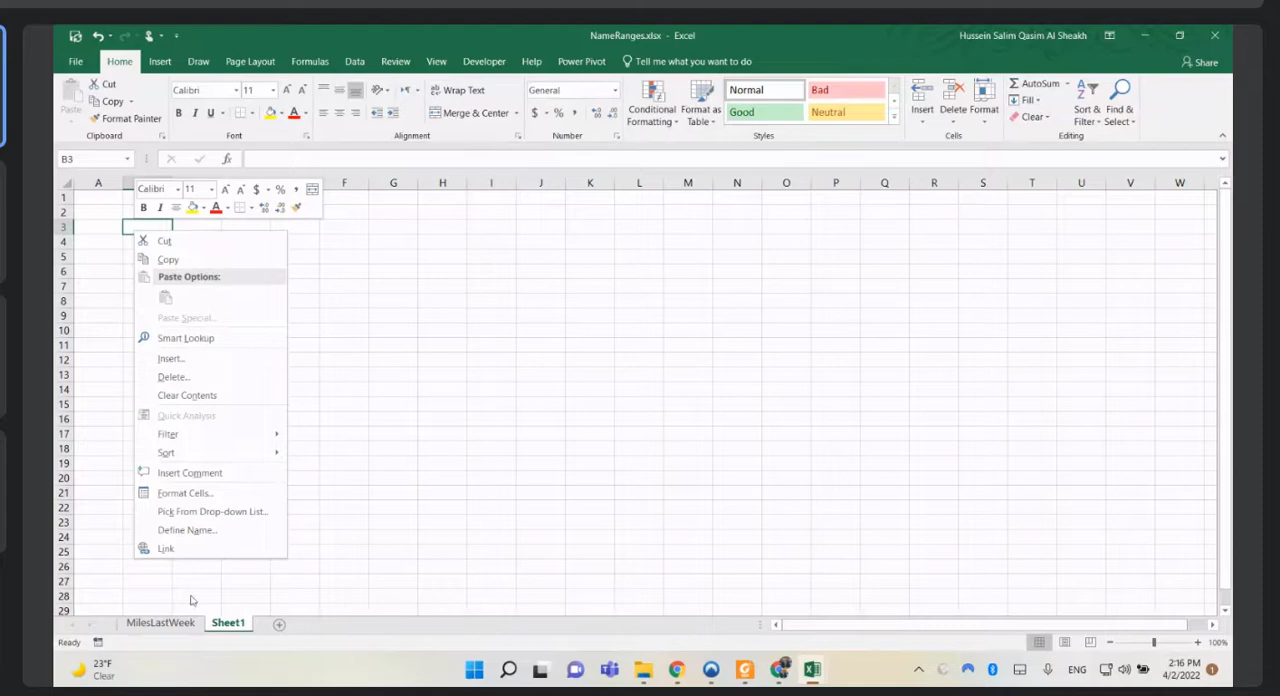 NameRanges.xlsx - Excel
Hussein Salim Qasim Al Sheakh
File Home Insert Draw Page Layout Formulas Data Review View Developer Help Power Pivot Tell me what you want to do Share
Paste
Cut
Copy
Format Painter
Calibri 11
B I U A
Wrap Text
Merge & Center
General
$ % ,
Conditional Formatting
Format as Table
Normal Bad
Good Neutral
Insert Delete Format
AutoSum
Fill
Clear
Sort & Filter
Find & Select
Clipboard Font Alignment Number Styles Cells Editing
B3 fx
A F G H I J K L M N O P Q R S T U V W
Calibri 11 $ % ,
B I A
1
2
3
4
5
6
7
8
9
10
11
12
13
14
15
16
17
18
19
20
21
22
23
24
25
26
27
28
29
Cut
Copy
Paste Options:
Paste Special...
Smart Lookup
Insert...
Delete...
Clear Contents
Quick Analysis
Filter
Sort
Insert Comment
Format Cells...
Pick From Drop-down List...
Define Name...
Link
MilesLastWeek Sheet1
Ready 100%
23°F
Clear
ENG
2:16 PM
4/2/2022
1